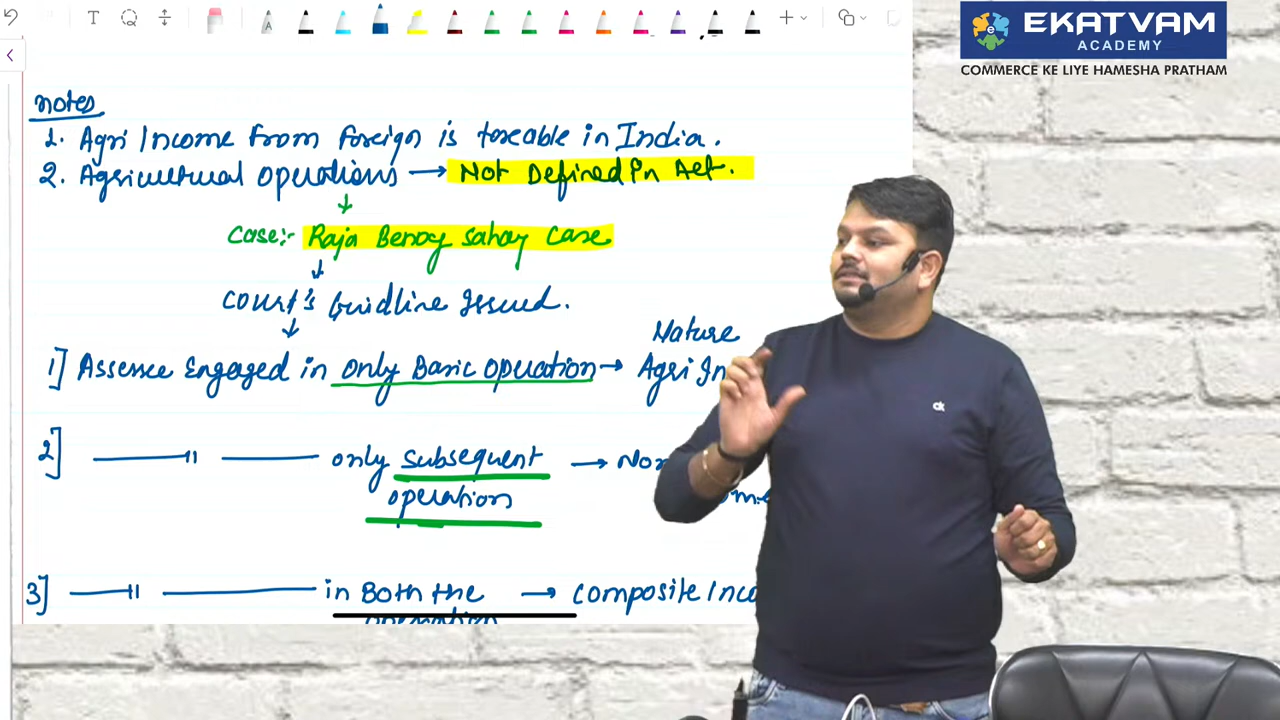 EKATVAM
ACADEMY
COMMERCE KE LIYE HAMESHA PRATHAM
notes
1. Agri Income from foreign is taxable in India.
2. Agricultural operations → Not Defined in Act.
↓
Case:- Raja Benoy Sahay Case
↓
Court's Guidline Issued.
↓
Nature
1] Assessee Engaged in only Basic operation → Agri In
2] —— 〃 —— only subsequent → Non
operation
3] —— 〃 —— in Both the → Composite Inco
operation